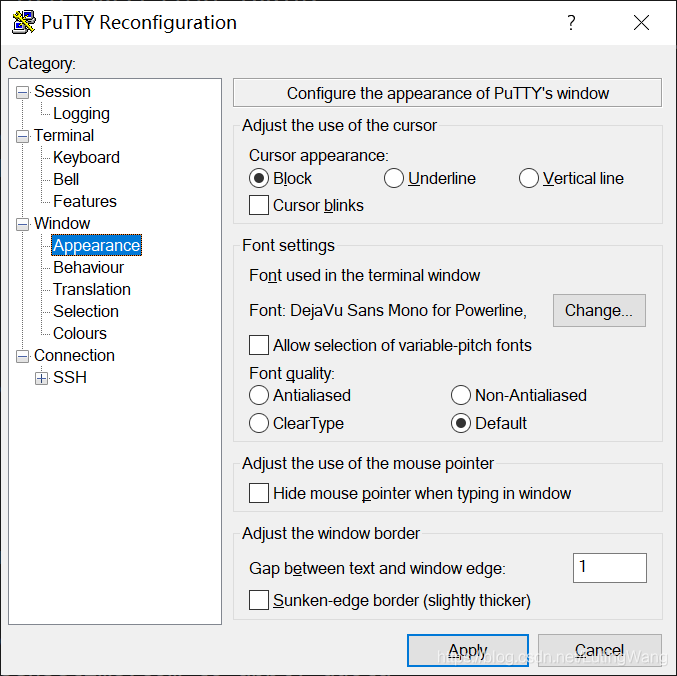 PuTTY Reconfiguration
?
Category:
Session
Logging
Terminal
Keyboard
Bell
Features
Window
Appearance
Behaviour
Translation
Selection
Colours
Connection
SSH
Configure the appearance of PuTTY's window
Adjust the use of the cursor
Cursor appearance:
Block Underline Vertical line
Cursor blinks
Font settings
Font used in the terminal window
Font: DejaVu Sans Mono for Powerline, Change...
Allow selection of variable-pitch fonts
Font quality:
Antialiased Non-Antialiased
ClearType Default
Adjust the use of the mouse pointer
Hide mouse pointer when typing in window
Adjust the window border
Gap between text and window edge: 1
Sunken-edge border (slightly thicker)
Apply Cancel
https://blog.csdn.net/LutingWang